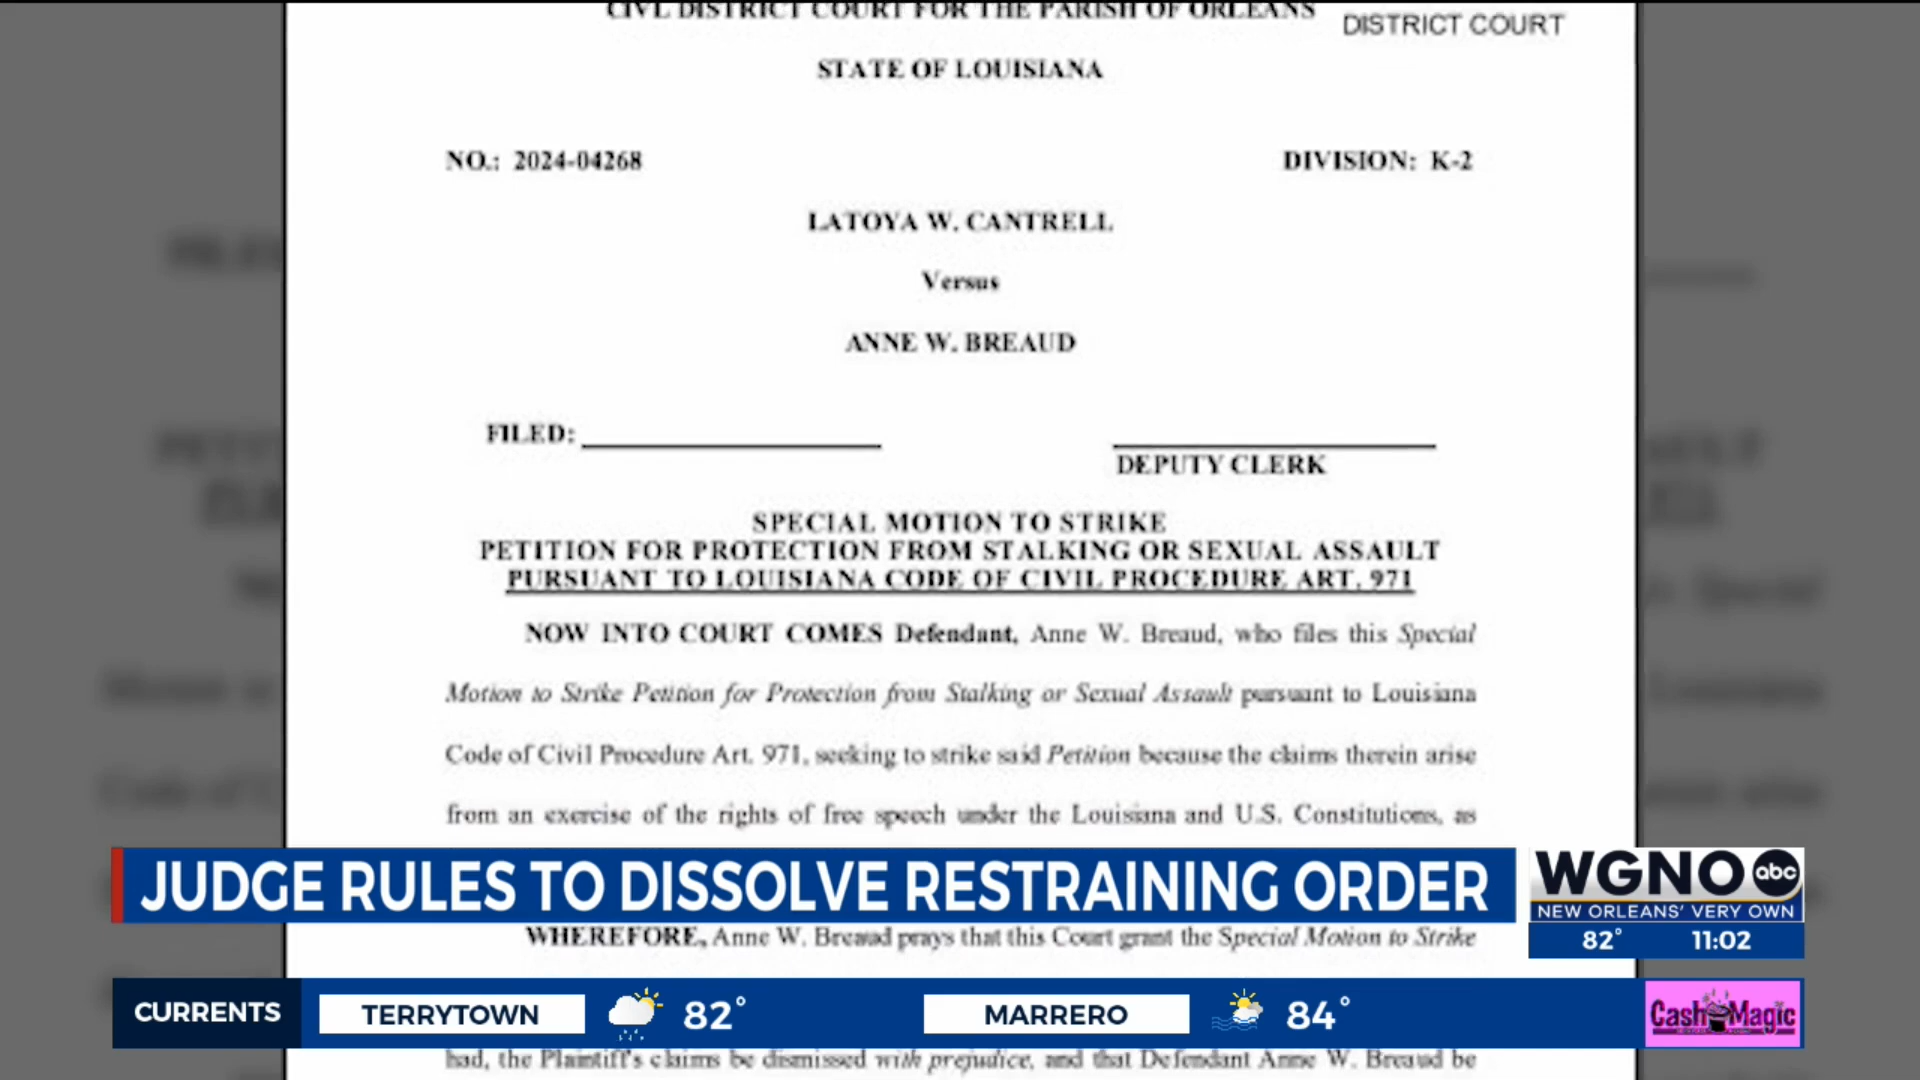 CIVL DISTRICT COURT FOR THE PARISH OF ORLEANS
DISTRICT COURT
STATE OF LOUISIANA
NO.: 2024-04268
DIVISION: K-2
LATOYA W. CANTRELL
Versus
ANNE W. BREAUD
FILED:
DEPUTY CLERK
SPECIAL MOTION TO STRIKE
PETITION FOR PROTECTION FROM STALKING OR SEXUAL ASSAULT
PURSUANT TO LOUISIANA CODE OF CIVIL PROCEDURE ART. 971
NOW INTO COURT COMES Defendant, Anne W. Breaud, who files this Special
Motion to Strike Petition for Protection from Stalking or Sexual Assault pursuant to Louisiana
Code of Civil Procedure Art. 971, seeking to strike said Petition because the claims therein arise
from an exercise of the rights of free speech under the Louisiana and U.S. Constitutions, as
JUDGE RULES TO DISSOLVE RESTRAINING ORDER
WGNO abc
NEW ORLEANS' VERY OWN
82° 11:02
WHEREFORE, Anne W. Breaud prays that this Court grant the Special Motion to Strike
CURRENTS
TERRYTOWN
82°
MARRERO
84°
Cash Magic
had, the Plaintiff's claims be dismissed with prejudice, and that Defendant Anne W. Breaud be